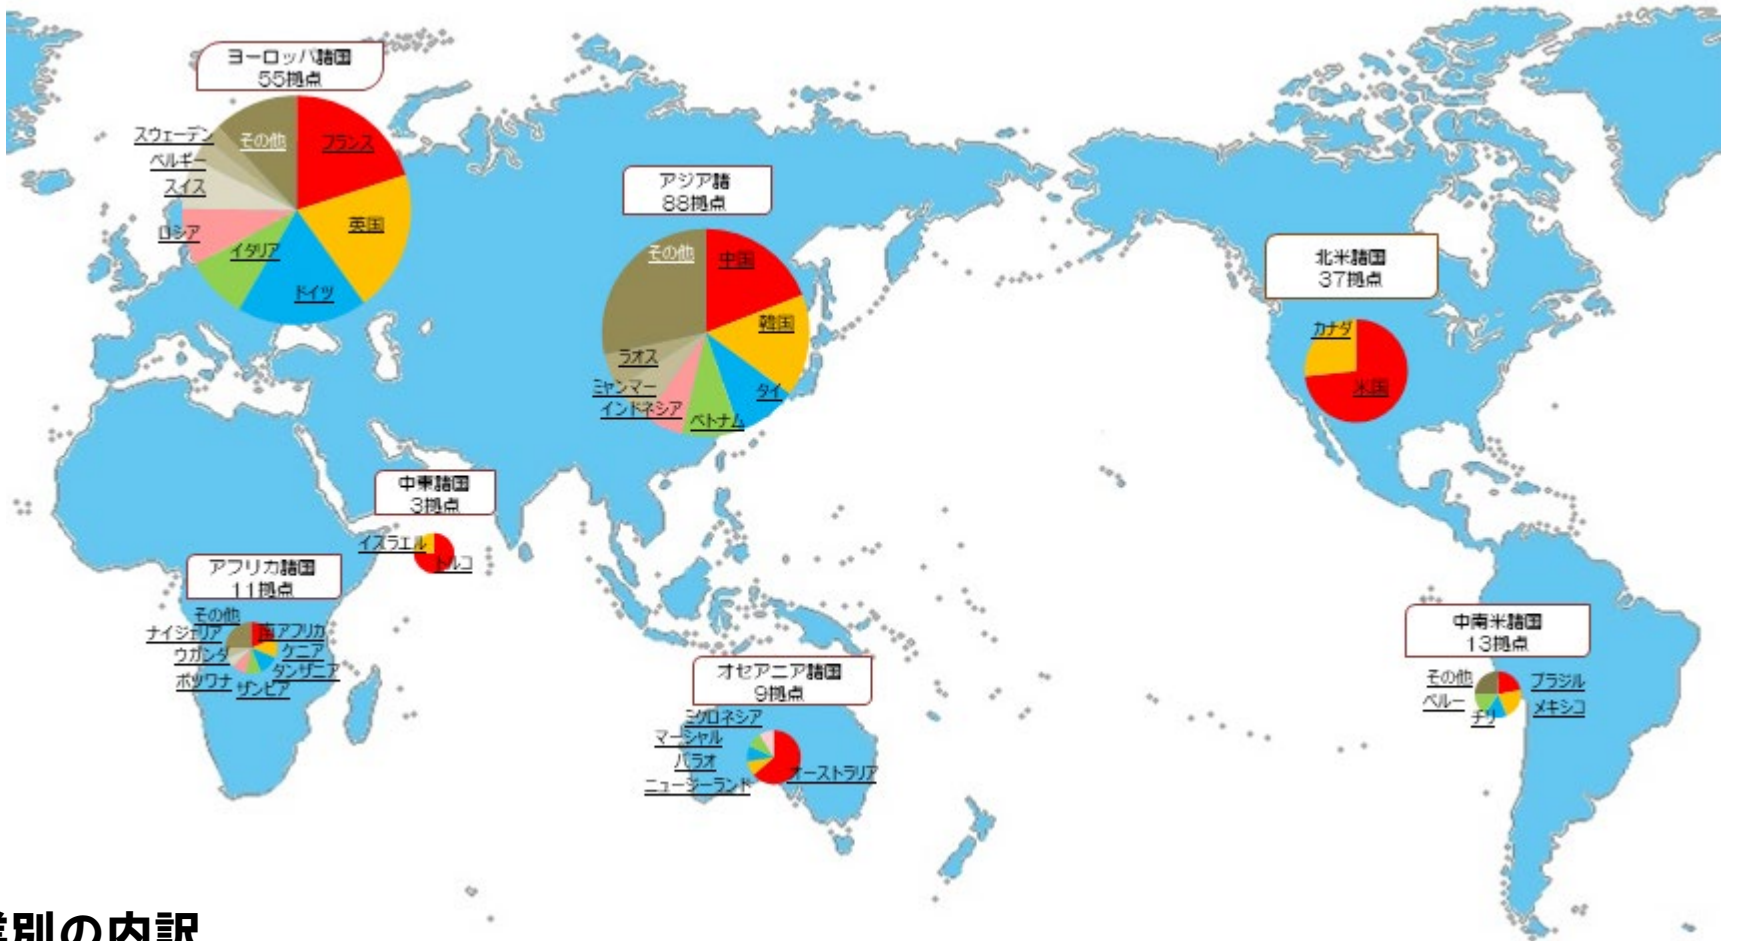 ヨーロッパ諸国
55拠点
スウェーデン
ベルギー
スイス
ロシア
イタリア
ドイツ
英国
フランス
その他
アジア諸
88拠点
その他
中国
韓国
タイ
ベトナム
インドネシア
ミャンマー
ラオス
北米諸国
37拠点
カナダ
米国
中東諸国
3拠点
イスラエル
トルコ
アフリカ諸国
11拠点
その他
ナイジェリア
ウガンダ
ボツワナ
ザンビア
タンザニア
ケニア
南アフリカ
オセアニア諸国
9拠点
ミクロネシア
マーシャル
パラオ
ニュージーランド
オーストラリア
中南米諸国
13拠点
その他
ペルー
チリ
ブラジル
メキシコ
別の内訳